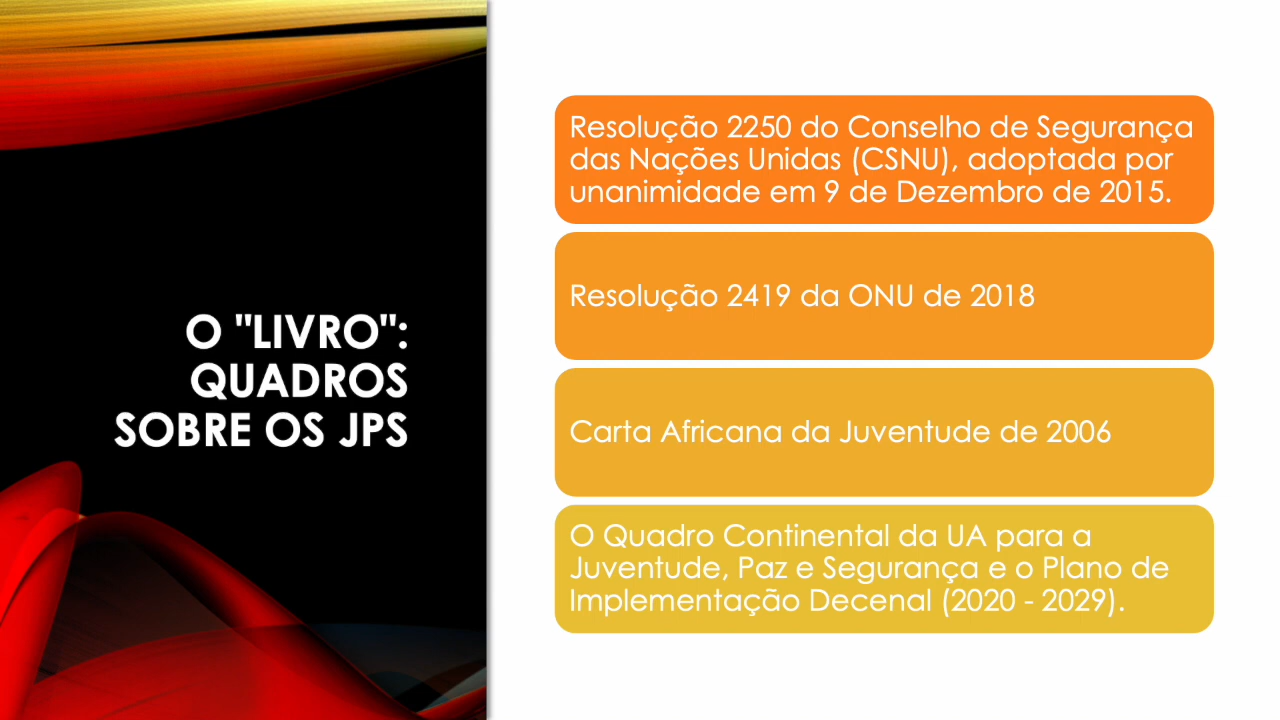 O "LIVRO":
QUADROS
SOBRE OS JPS
Resolução 2250 do Conselho de Segurança
das Nações Unidas (CSNU), adoptada por
unanimidade em 9 de Dezembro de 2015.
Resolução 2419 da ONU de 2018
Carta Africana da Juventude de 2006
O Quadro Continental da UA para a
Juventude, Paz e Segurança e o Plano de
Implementação Decenal (2020 - 2029).